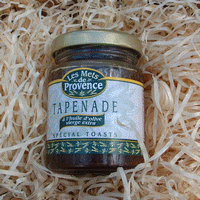 Les Mets
de
Provence
TAPENADE
à l'huile d'olive
vierge extra
SPECIAL TOASTS